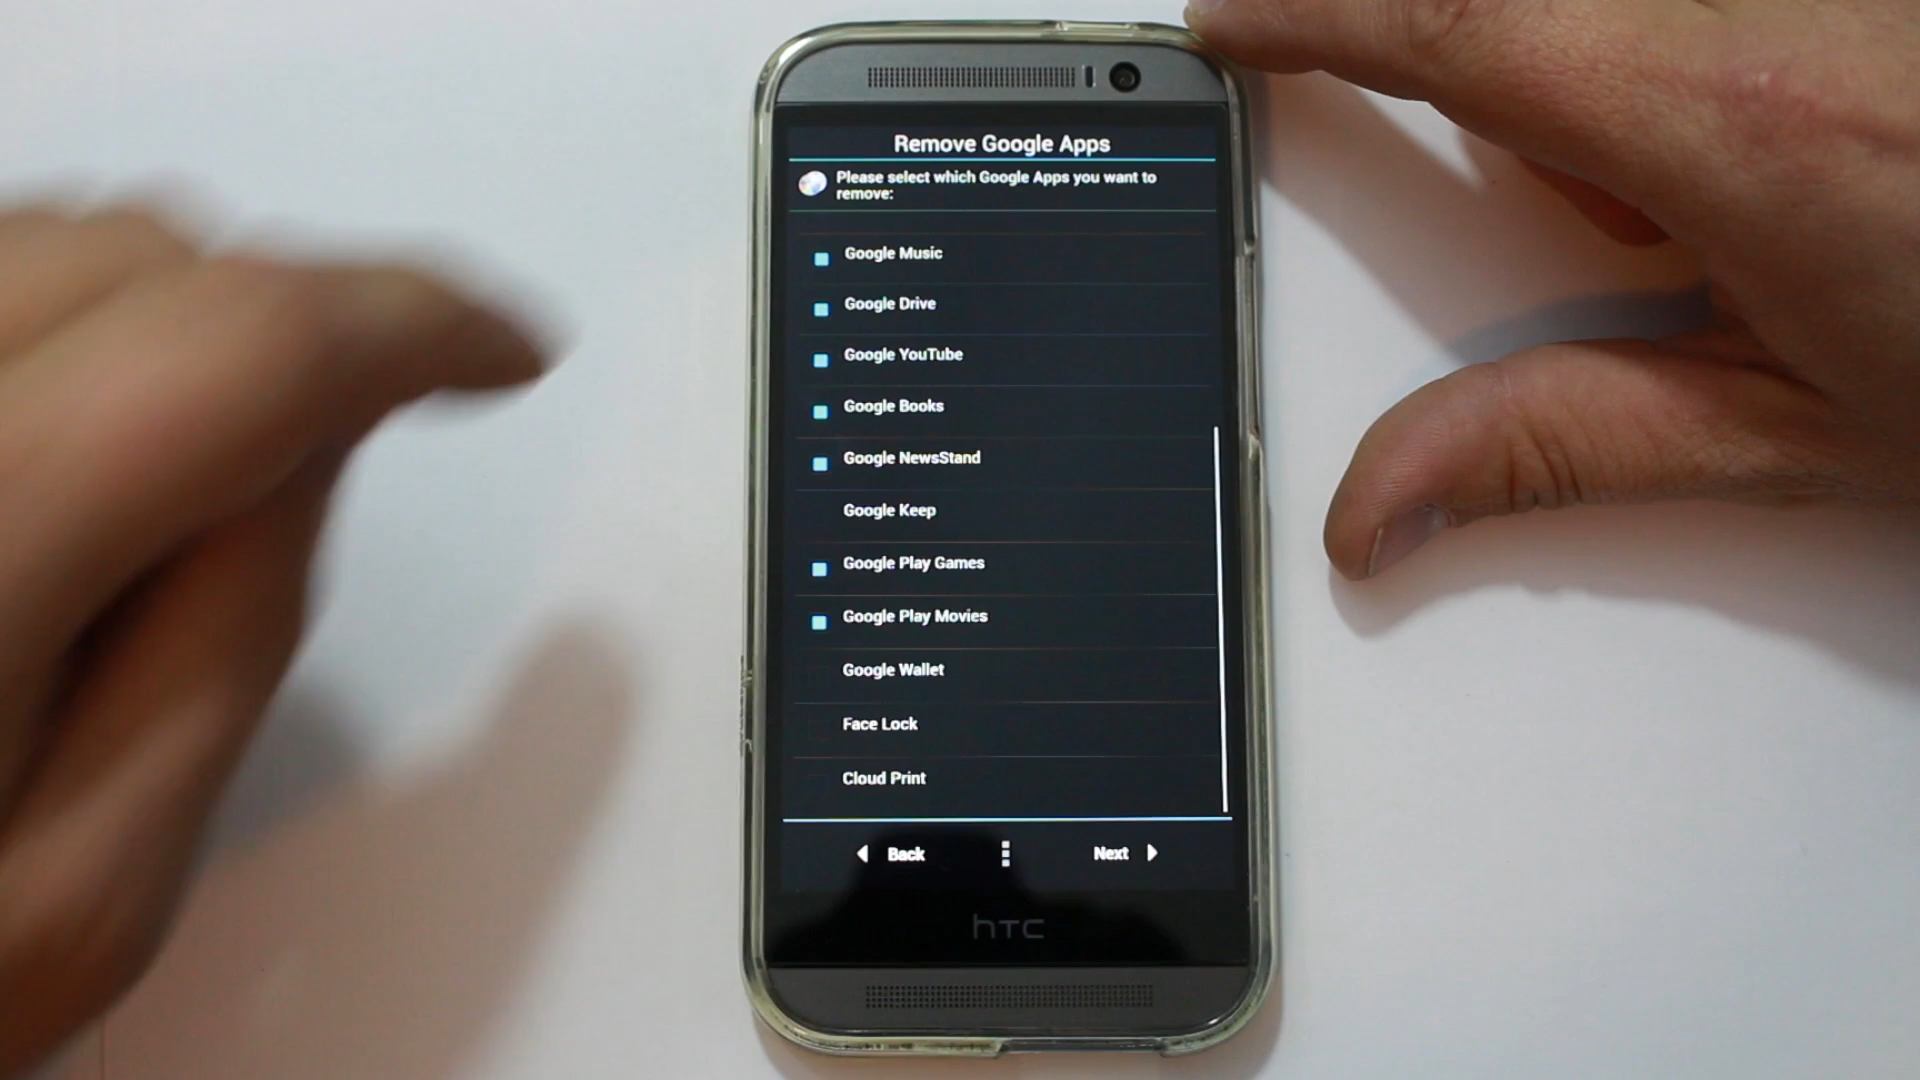 Remove Google Apps
Please select which Google Apps you want to
remove:
Google Music
Google Drive
Google YouTube
Google Books
Google NewsStand
Google Keep
Google Play Games
Google Play Movies
Google Wallet
Face Lock
Cloud Print
Back
Next
hTC